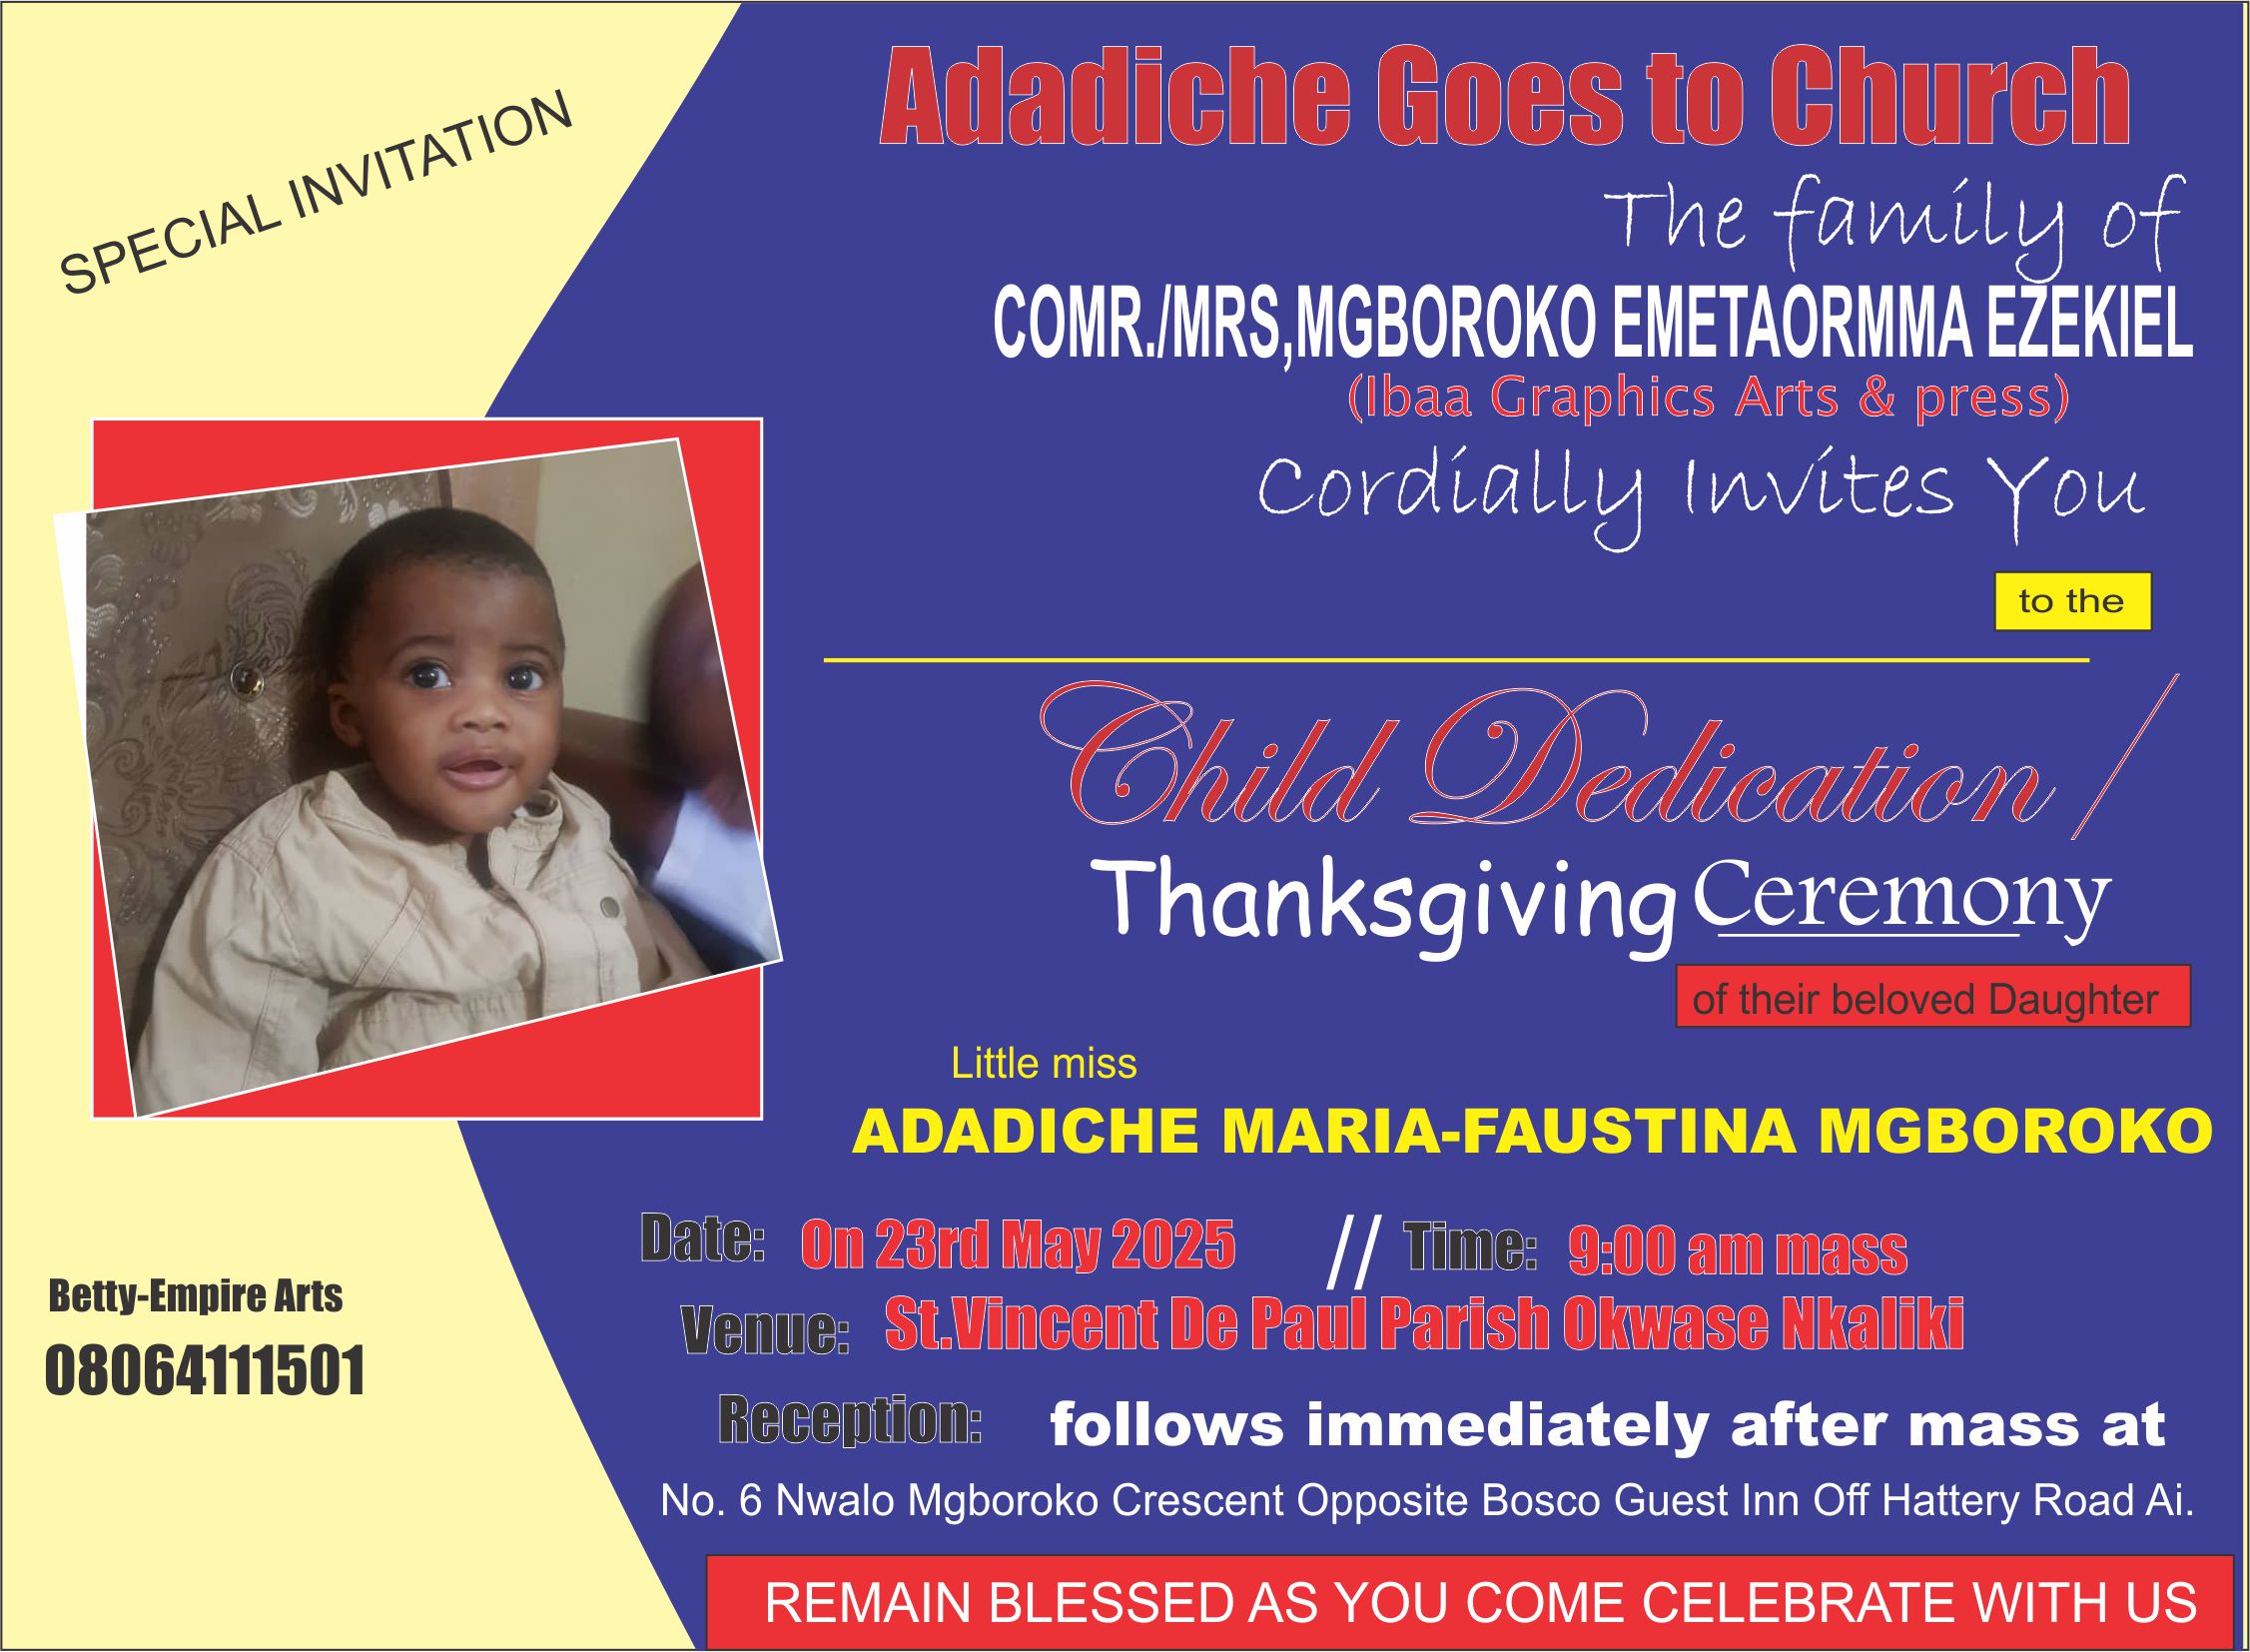 SPECIAL INVITATION
Adadiche Goes to Church
The family of
COMR./MRS,MGBOROKO EMETAORMMA EZEKIEL
(Ibaa Graphics Arts & press)
Cordially Invites You
to the
Child Dedication /
Thanksgiving Ceremony
of their beloved Daughter
Little miss
ADADICHE MARIA-FAUSTINA MGBOROKO
Date: On 23rd May 2025 // Time: 9:00 am mass
Venue: St.Vincent De Paul Parish Okwase Nkaliki
Reception: follows immediately after mass at
No. 6 Nwalo Mgboroko Crescent Opposite Bosco Guest Inn Off Hattery Road Ai.
REMAIN BLESSED AS YOU COME CELEBRATE WITH US
Betty-Empire Arts
08064111501